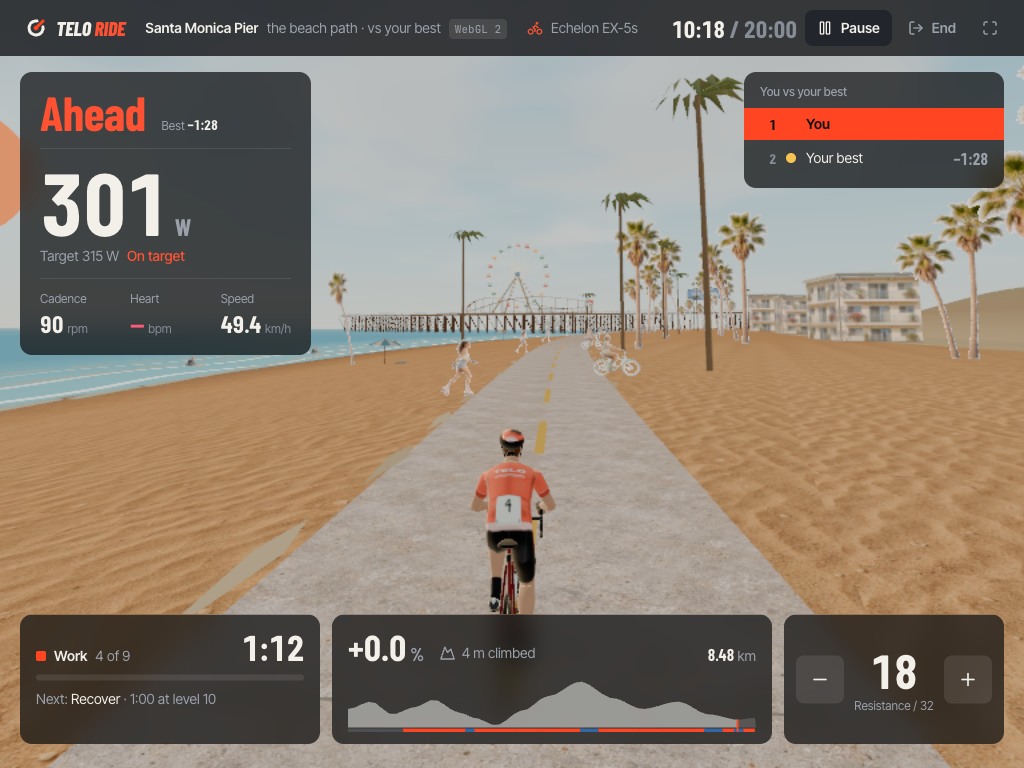 TELO RIDE Santa Monica Pier the beach path · vs your best WebGL 2 Echelon EX-5s 10:18 / 20:00 Pause End
Ahead Best −1:28
301 W
Target 315 W On target
Cadence Heart Speed
90 rpm — bpm 49.4 km/h
You vs your best
1 You
2 Your best −1:28
TELO
4
Work 4 of 9 1:12
Next: Recover · 1:00 at level 10
+0.0 % 4 m climbed 8.48 km
− 18 +
Resistance / 32